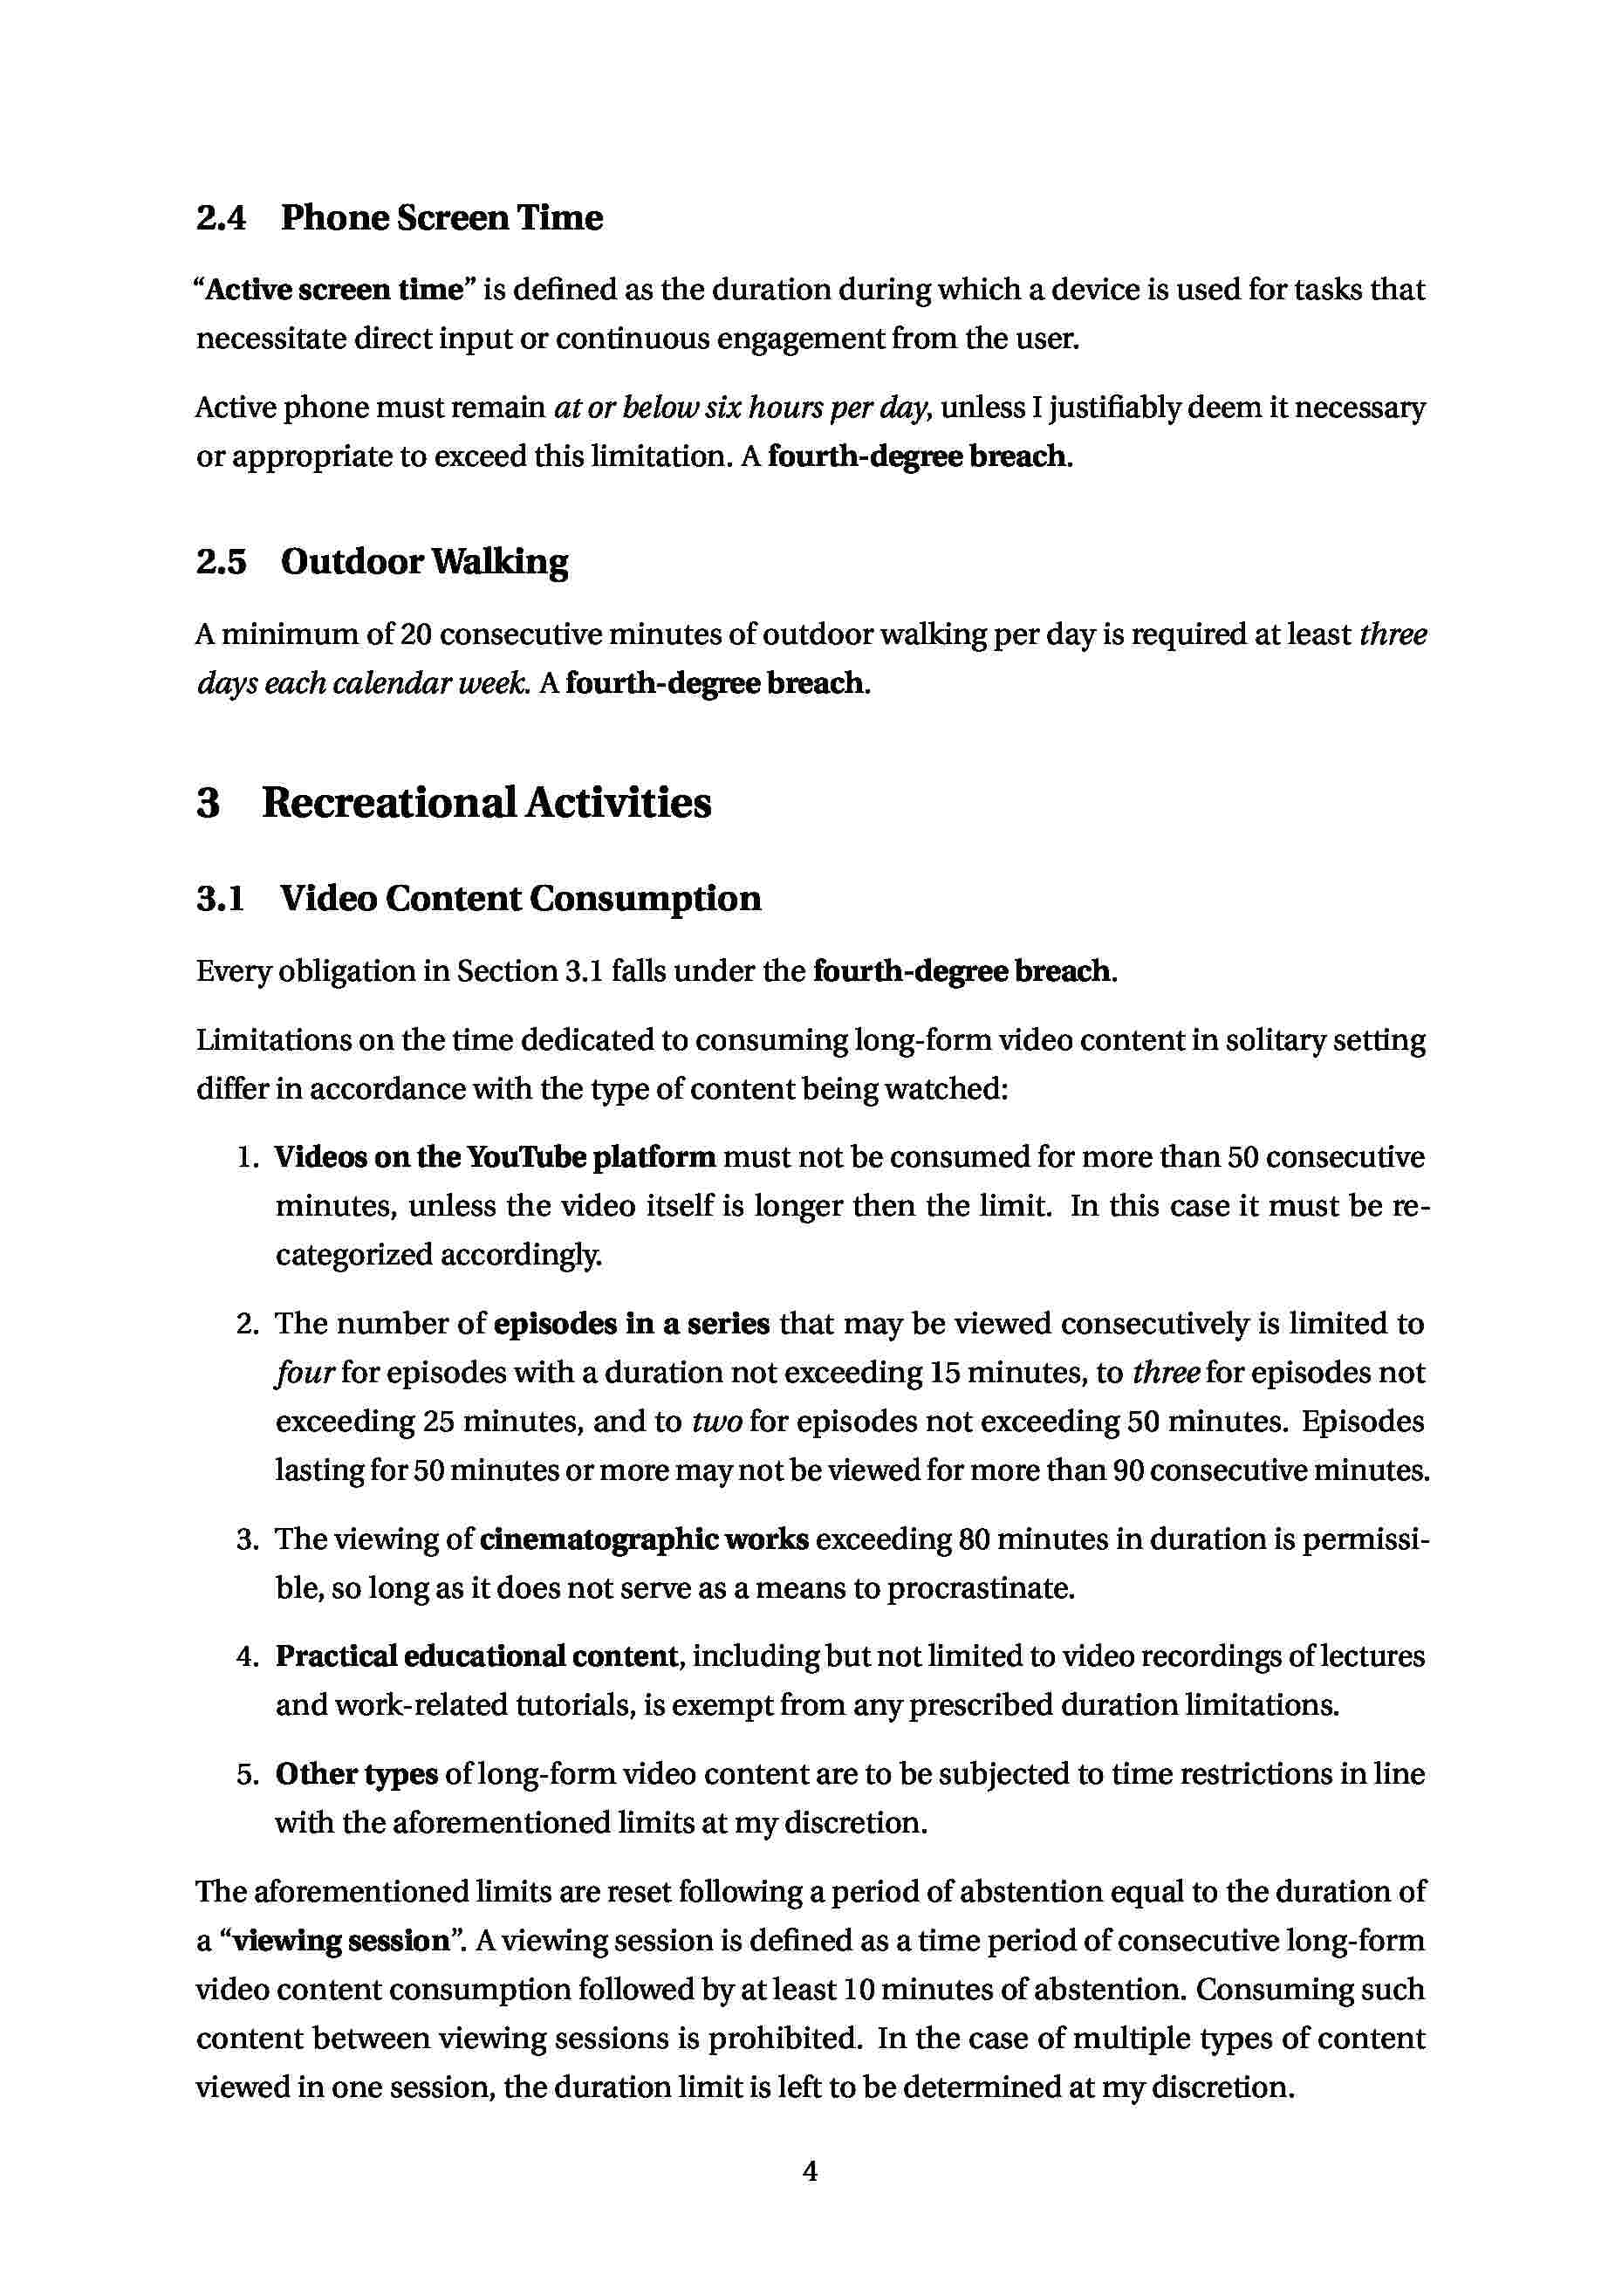 2.4 Phone Screen Time
“Active screen time” is defined as the duration during which a device is used for tasks that
necessitate direct input or continuous engagement from the user.
Active phone must remain at or below six hours per day, unless I justifiably deem it necessary
or appropriate to exceed this limitation. A fourth-degree breach.
2.5 Outdoor Walking
A minimum of 20 consecutive minutes of outdoor walking per day is required at least three
days each calendar week. A fourth-degree breach.
3 Recreational Activities
3.1 Video Content Consumption
Every obligation in Section 3.1 falls under the fourth-degree breach.
Limitations on the time dedicated to consuming long-form video content in solitary setting
differ in accordance with the type of content being watched:
1. Videos on the YouTube platform must not be consumed for more than 50 consecutive
minutes, unless the video itself is longer then the limit. In this case it must be re-
categorized accordingly.
2. The number of episodes in a series that may be viewed consecutively is limited to
four for episodes with a duration not exceeding 15 minutes, to three for episodes not
exceeding 25 minutes, and to two for episodes not exceeding 50 minutes. Episodes
lasting for 50 minutes or more may not be viewed for more than 90 consecutive minutes.
3. The viewing of cinematographic works exceeding 80 minutes in duration is permissi-
ble, so long as it does not serve as a means to procrastinate.
4. Practical educational content, including but not limited to video recordings of lectures
and work-related tutorials, is exempt from any prescribed duration limitations.
5. Other types of long-form video content are to be subjected to time restrictions in line
with the aforementioned limits at my discretion.
The aforementioned limits are reset following a period of abstention equal to the duration of
a “viewing session”. A viewing session is defined as a time period of consecutive long-form
video content consumption followed by at least 10 minutes of abstention. Consuming such
content between viewing sessions is prohibited. In the case of multiple types of content
viewed in one session, the duration limit is left to be determined at my discretion.
4